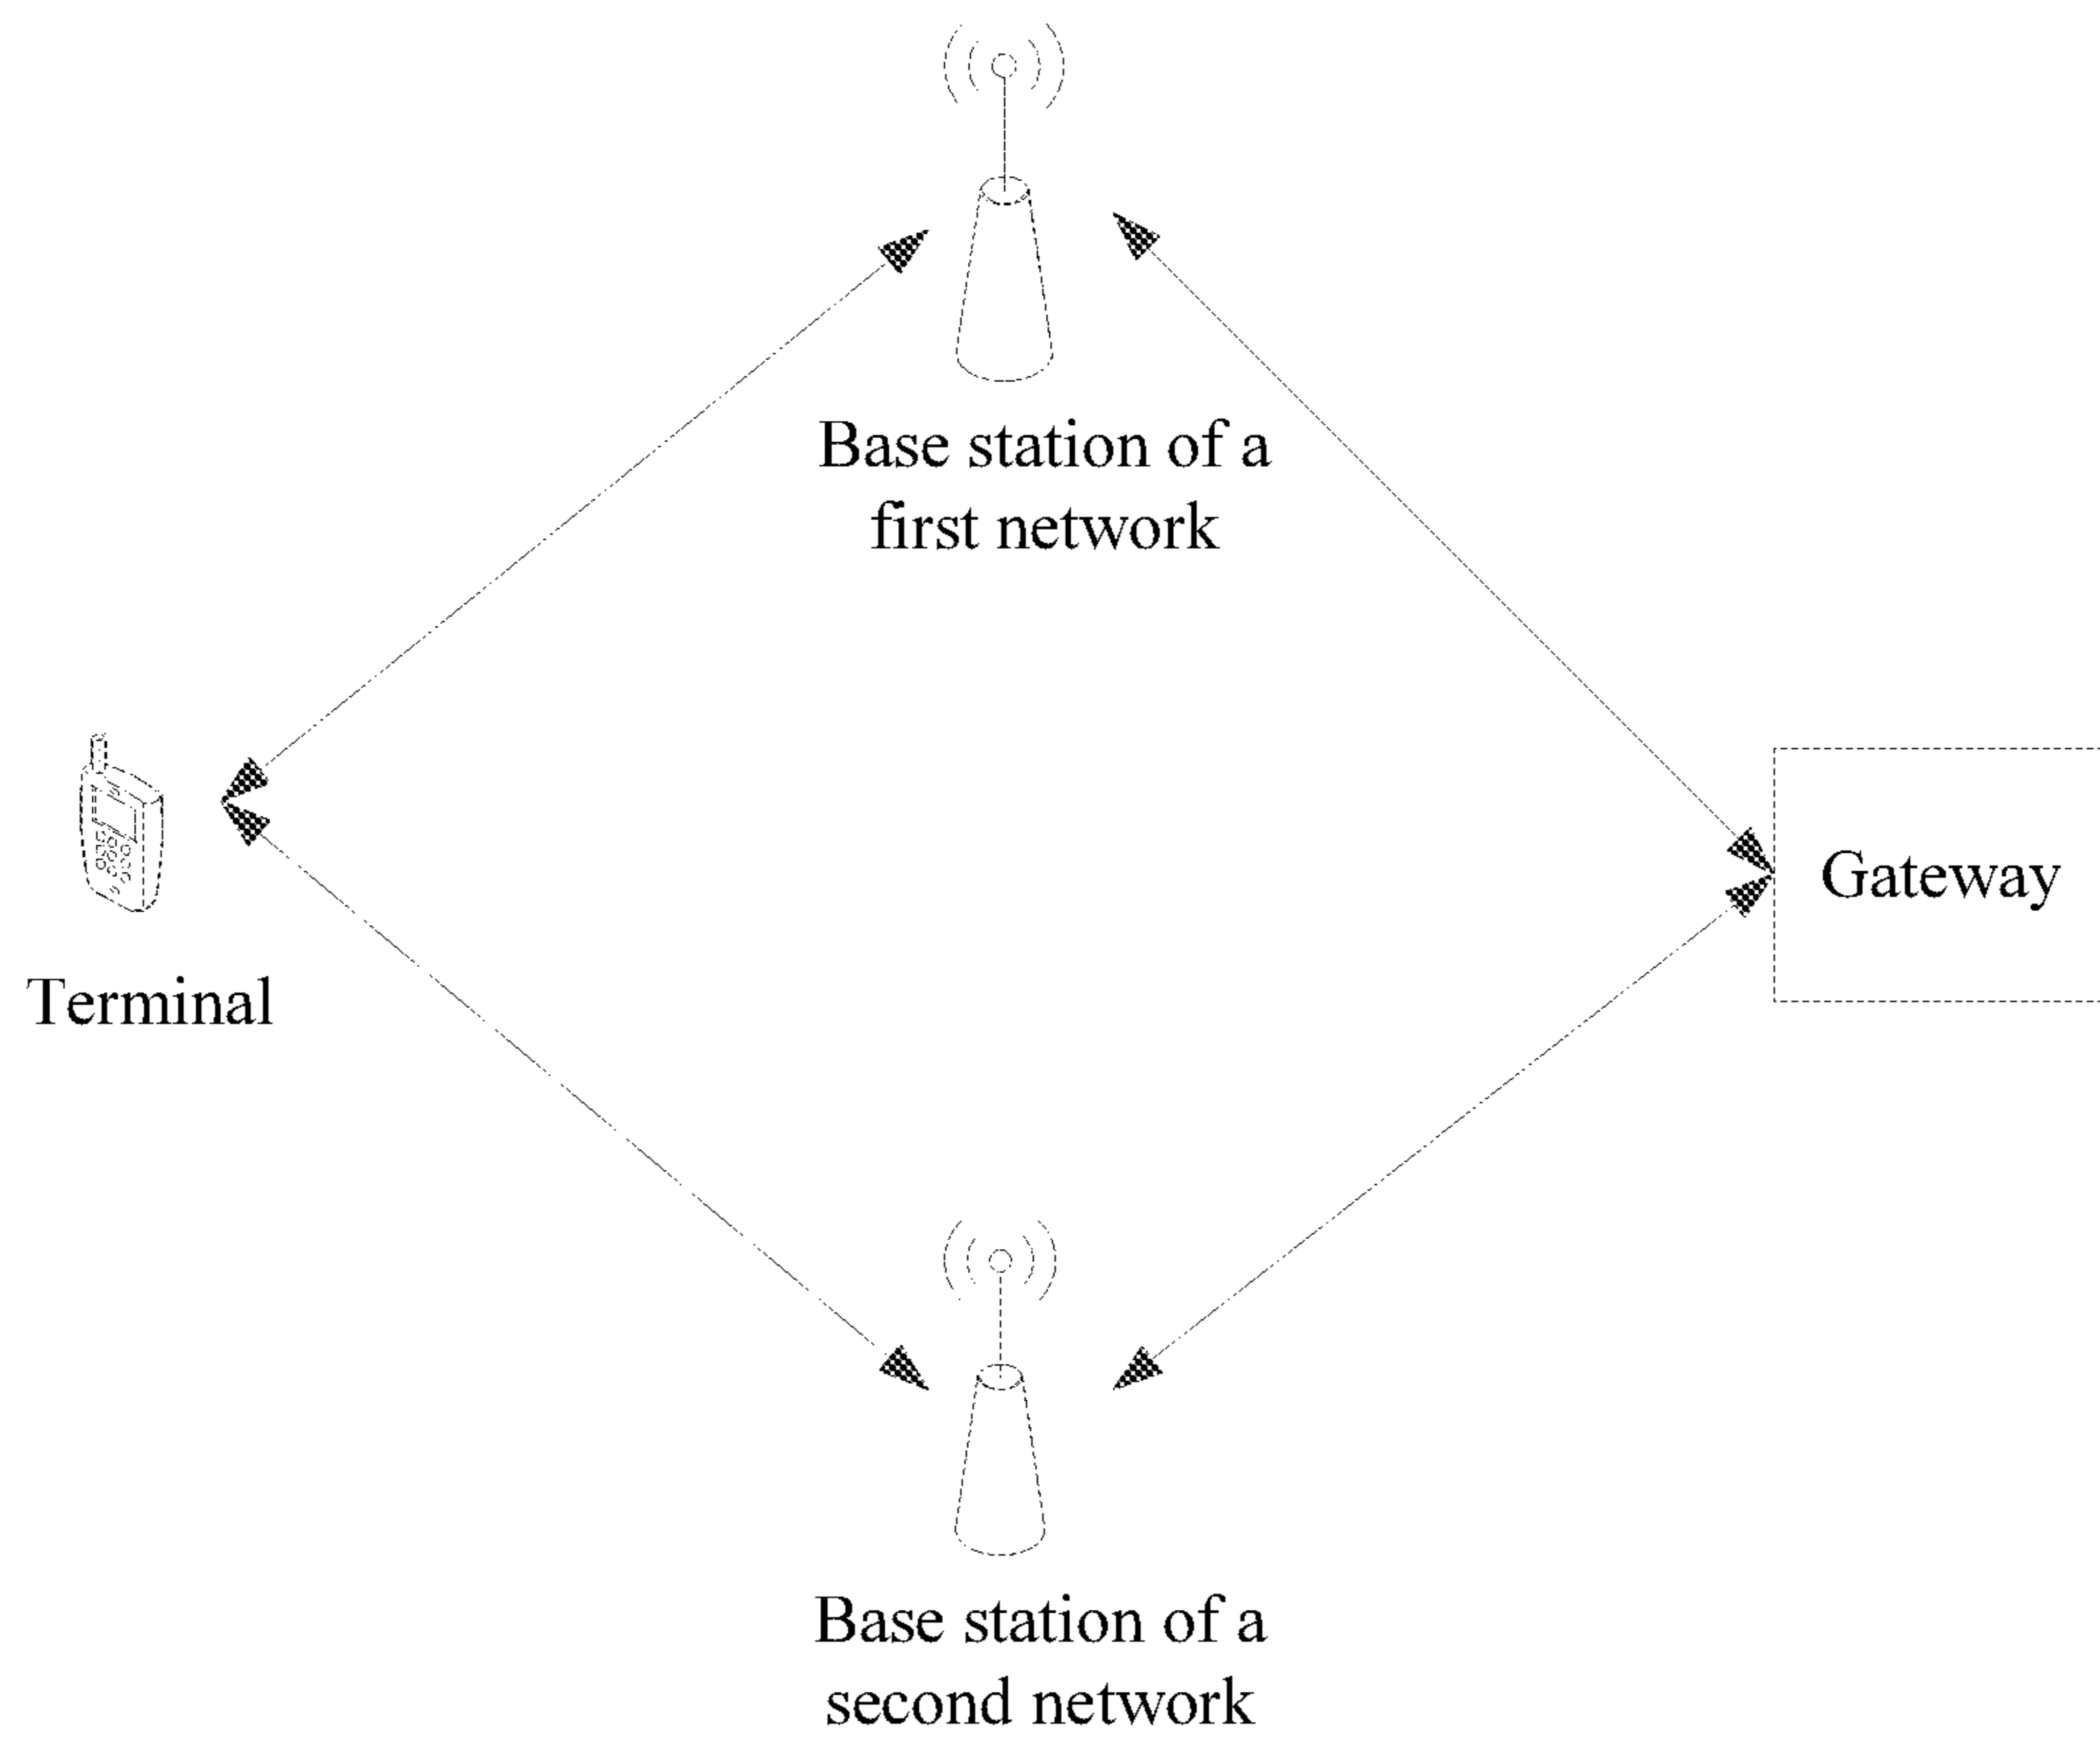 Base station of a
first network
Terminal
Gateway
Base station of a
second network